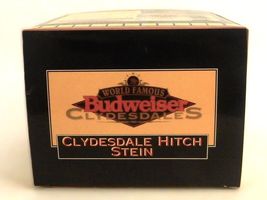 WORLD FAMOUS
Budweiser
CLYDESDALES
CLYDESDALE HITCH
STEIN